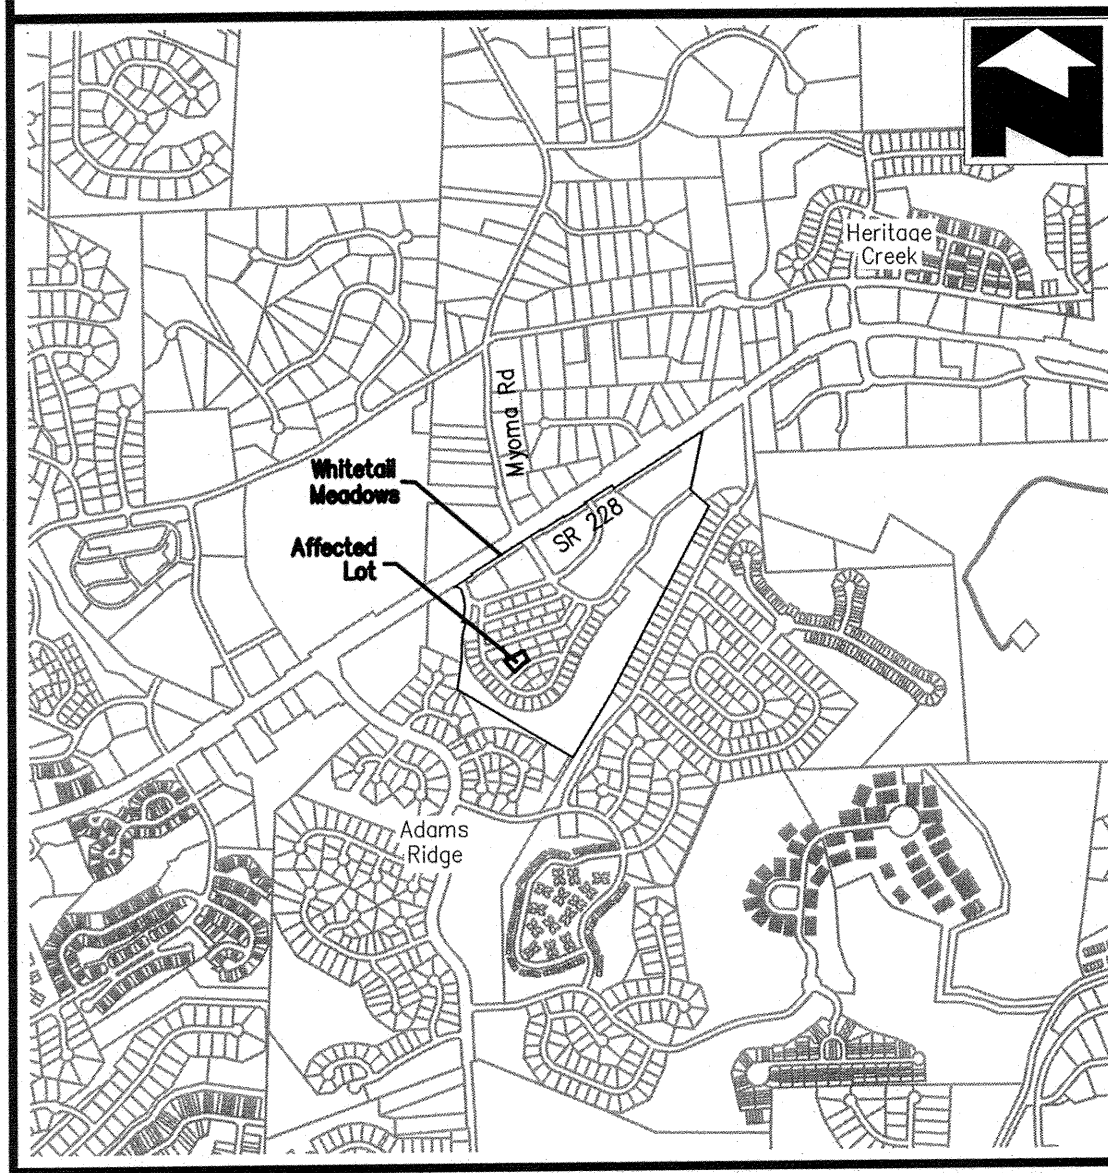 Heritage
Creek
Myoma Rd
Whitetail
Meadows
SR 228
Affected
Lot
Adams
Ridge